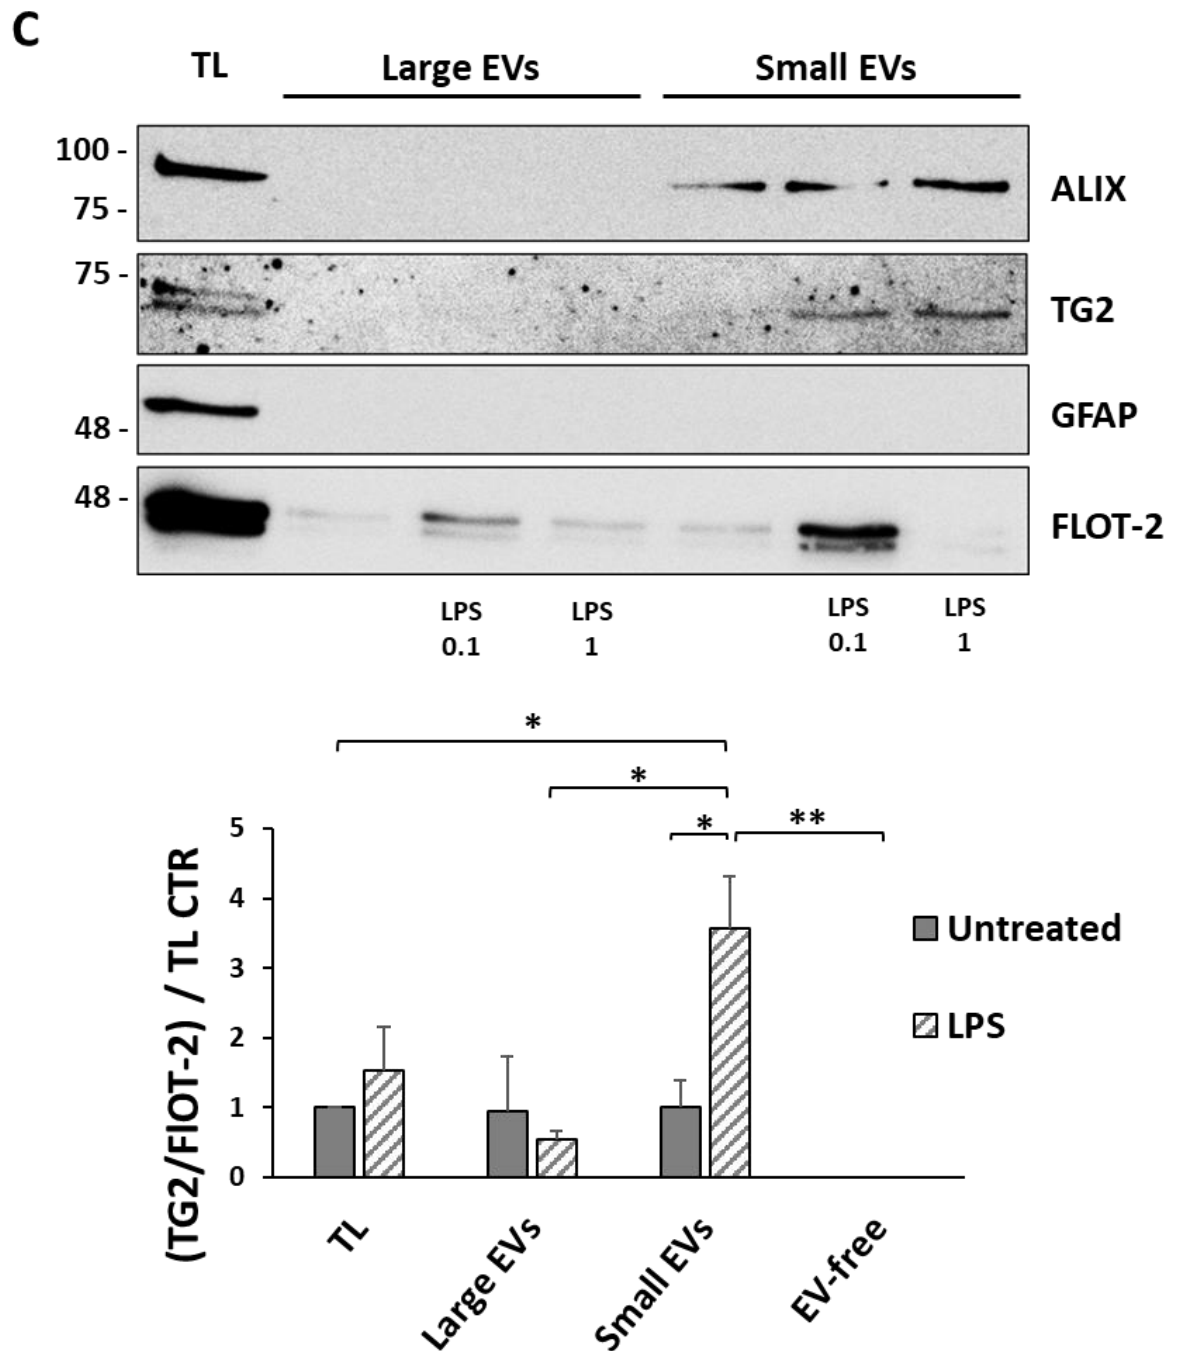 C
TL Large EVs Small EVs
100 -
75 -
ALIX
75 -
TG2
48 -
GFAP
48 -
FLOT-2
LPS LPS LPS LPS
0.1 1 0.1 1
*
*
* **
5
4
3
2
1
0
(TG2/FlOT-2) / TL CTR
Untreated
LPS
TL
Large EVs
Small EVs
EV-free